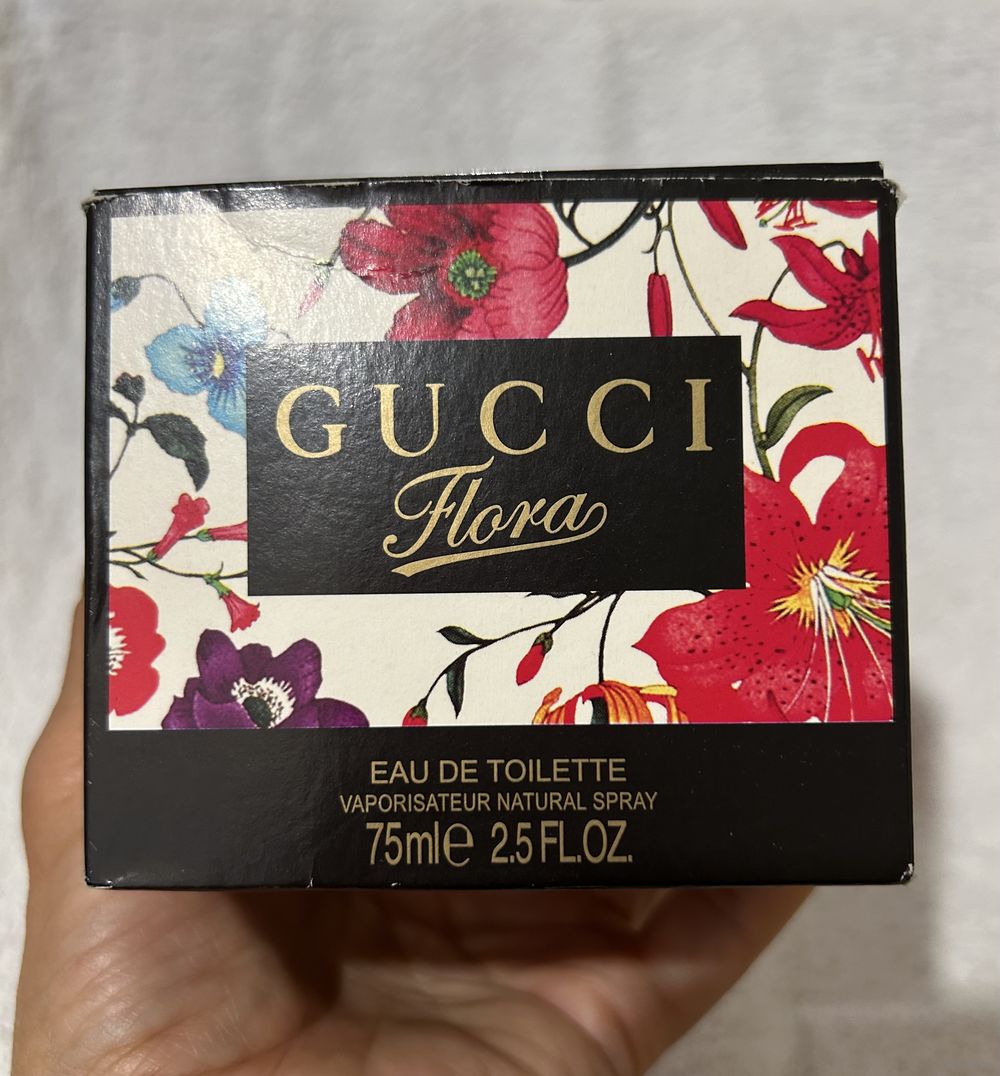 GUCCI
Flora
EAU DE TOILETTE
VAPORISATEUR NATURAL SPRAY
75ml℮ 2.5 FL.OZ.